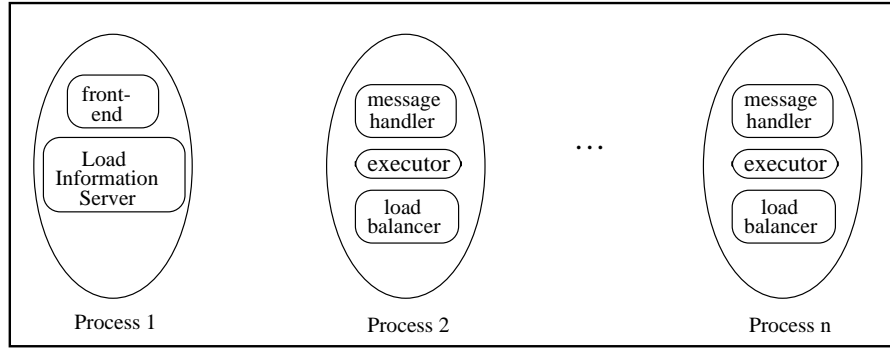 front-
end
Load
Information
Server
Process 1
message
handler
executor
load
balancer
Process 2
...
message
handler
executor
load
balancer
Process n